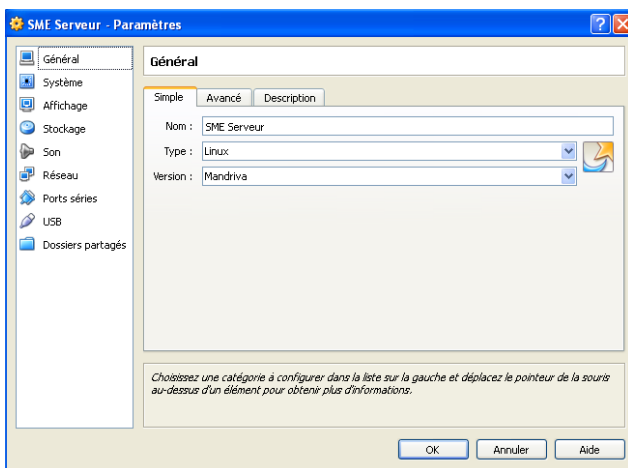 SME Serveur - Paramètres
Général
Système
Affichage
Stockage
Son
Réseau
Ports séries
USB
Dossiers partagés
Général
Simple Avancé Description
Nom : SME Serveur
Type : Linux
Version : Mandriva
Choisissez une catégorie à configurer dans la liste sur la gauche et déplacez le pointeur de la souris
au-dessus d'un élément pour obtenir plus d'informations.
OK Annuler Aide